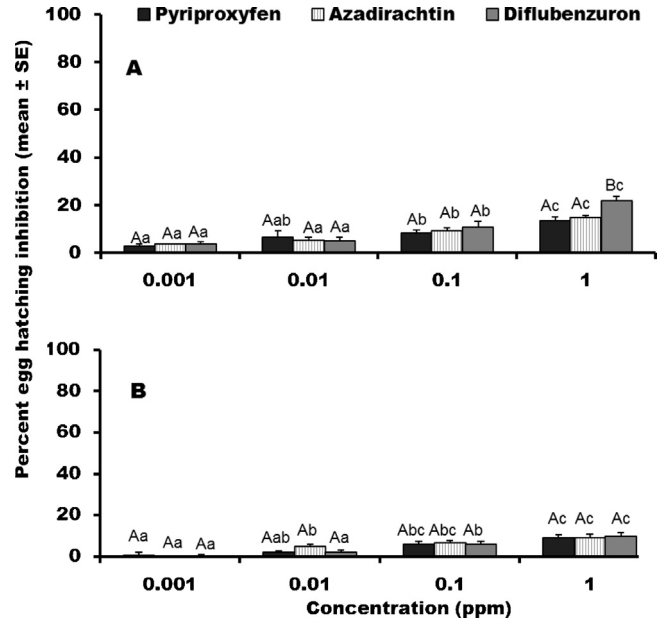 Pyriproxyfen Azadirachtin Diflubenzuron
Percent egg hatching inhibition (mean ± SE)
100
80
60
40
20
0
A
Aa Aa Aa
Aab Aa Aa
Ab Ab Ab
Ac Ac Bc
0.001 0.01 0.1 1
100
80
60
40
20
0
B
Aa Aa Aa
Aab Ab Aa
Abc Abc Ab
Ac Ac Ac
0.001 0.01 0.1 1
Concentration (ppm)